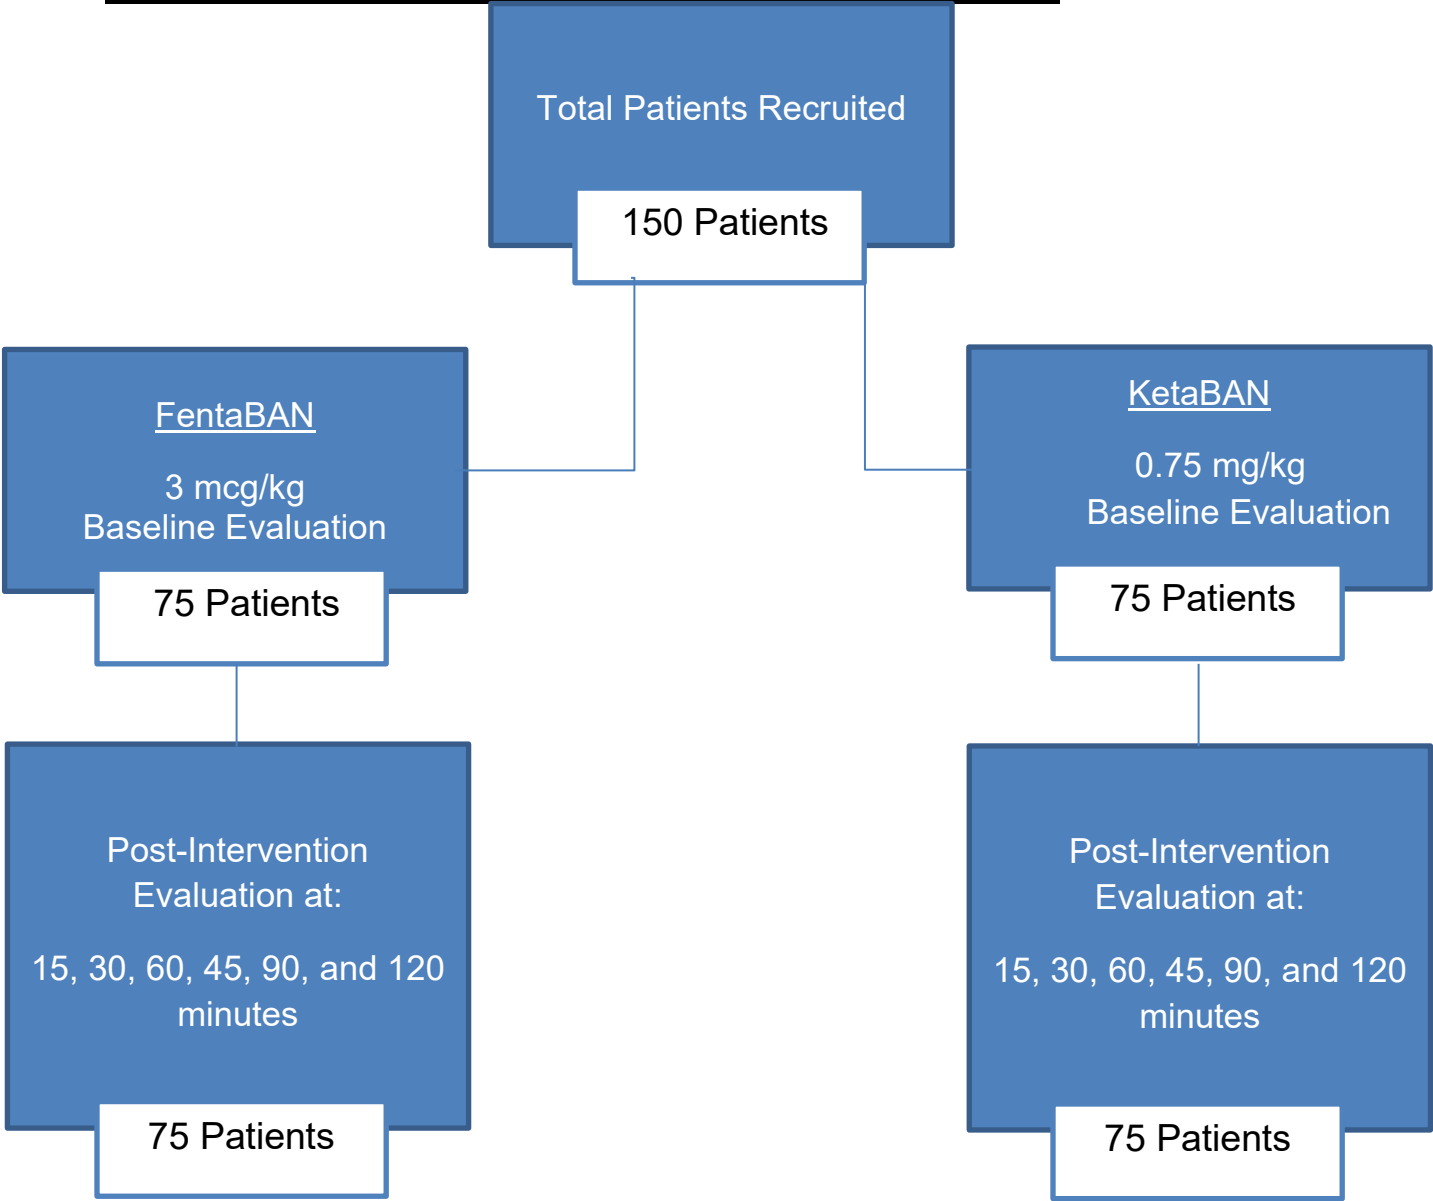 Total Patients Recruited
150 Patients
FentaBAN
3 mcg/kg
Baseline Evaluation
75 Patients
KetaBAN
0.75 mg/kg
Baseline Evaluation
75 Patients
Post-Intervention
Evaluation at:
15, 30, 60, 45, 90, and 120
minutes
75 Patients
Post-Intervention
Evaluation at:
15, 30, 60, 45, 90, and 120
minutes
75 Patients